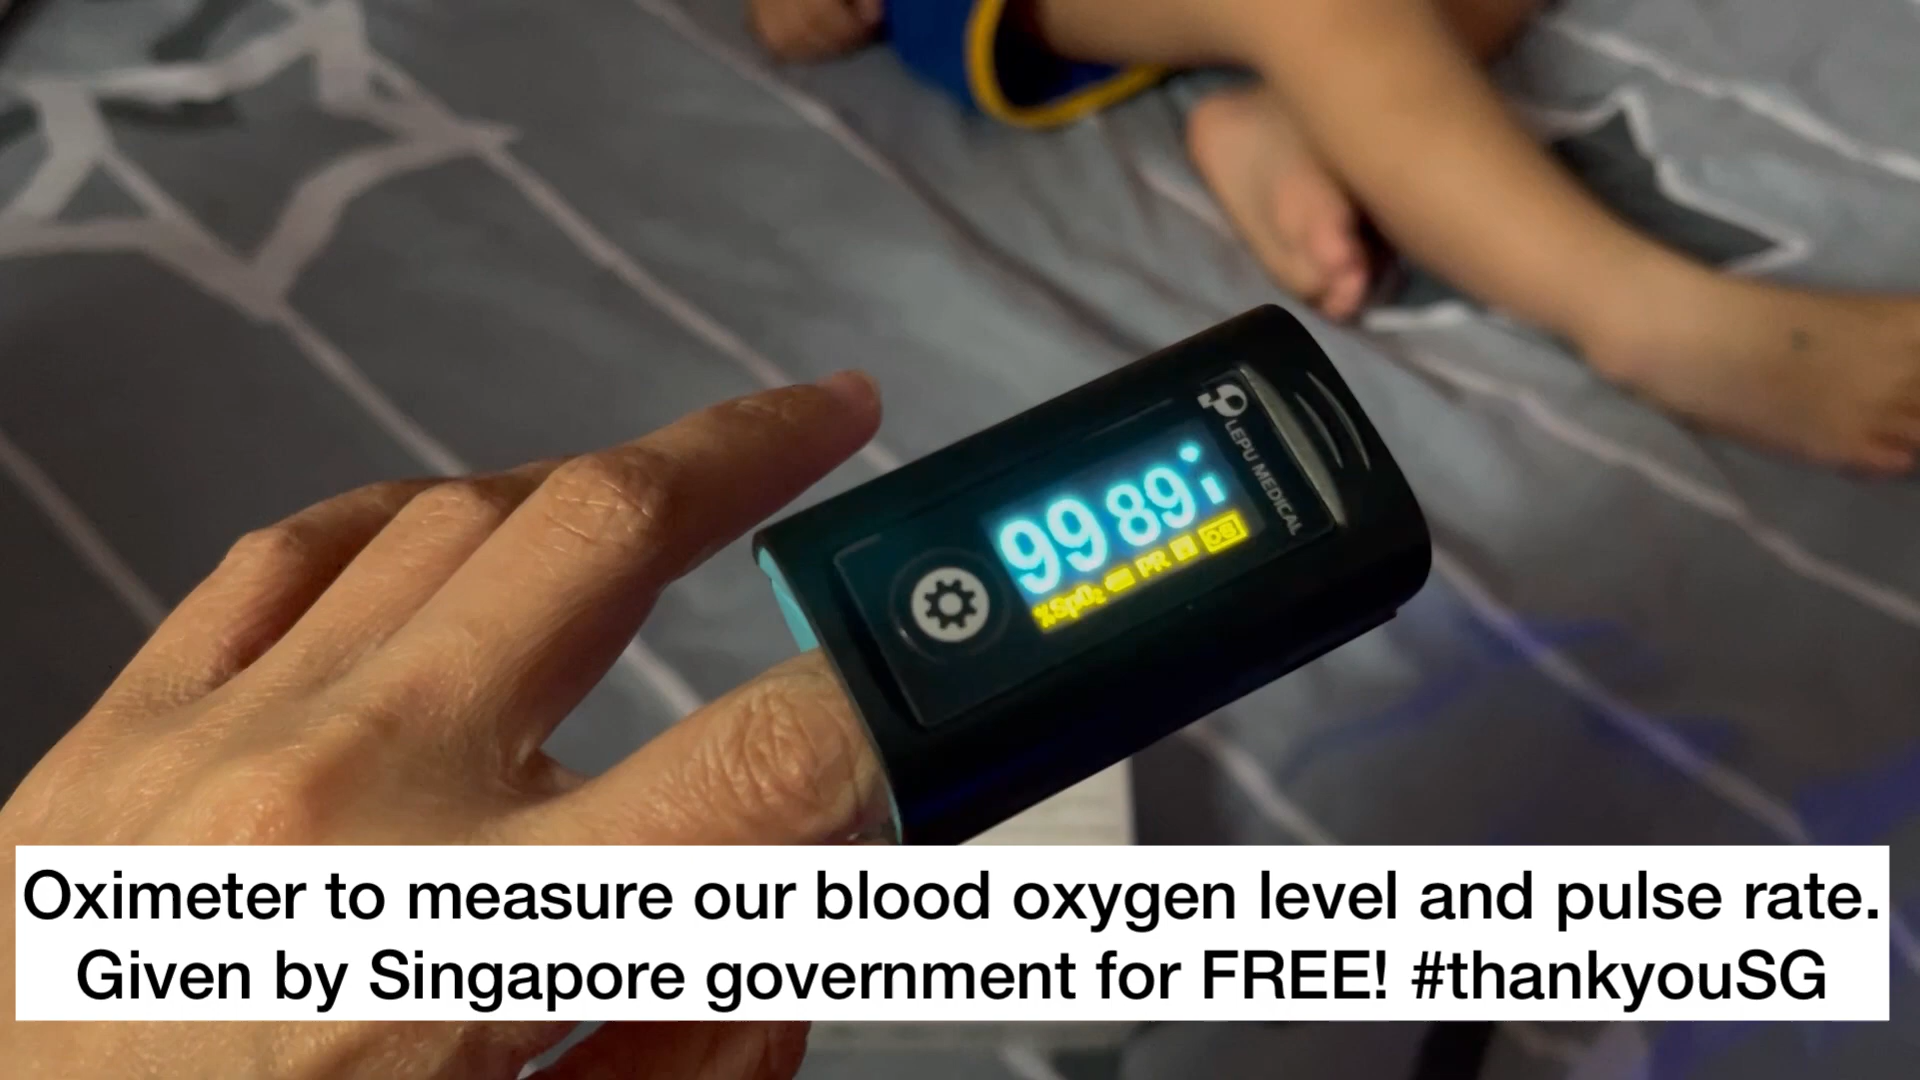 LEPU MEDICAL
99 89
%SpO₂ PR
Oximeter to measure our blood oxygen level and pulse rate.
Given by Singapore government for FREE! #thankyouSG